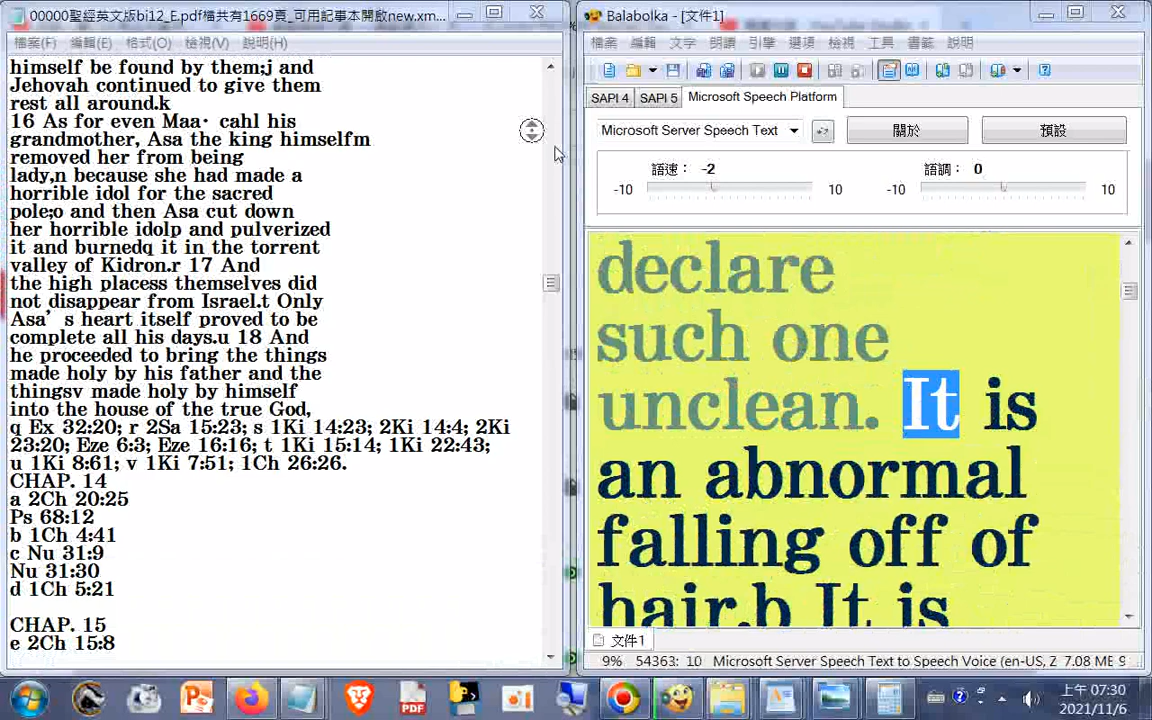 00000聖經英文版bi12_E.pdf檔共有1669頁_可用記事本開啟new.xm...
檔案(F) 編輯(E) 格式(O) 檢視(V) 說明(H)
himself be found by them;j and
Jehovah continued to give them
rest all around.k
16 As for even Maa· cahl his
grandmother, Asa the king himselfm
removed her from being
lady,n because she had made a
horrible idol for the sacred
pole;o and then Asa cut down
her horrible idolp and pulverized
it and burnedq it in the torrent
valley of Kidron.r 17 And
the high placess themselves did
not disappear from Israel.t Only
Asa’s heart itself proved to be
complete all his days.u 18 And
he proceeded to bring the things
made holy by his father and the
thingsv made holy by himself
into the house of the true God,
q Ex 32:20; r 2Sa 15:23; s 1Ki 14:23; 2Ki 14:4; 2Ki
23:20; Eze 6:3; Eze 16:16; t 1Ki 15:14; 1Ki 22:43;
u 1Ki 8:61; v 1Ki 7:51; 1Ch 26:26.
CHAP. 14
a 2Ch 20:25
Ps 68:12
b 1Ch 4:41
c Nu 31:9
Nu 31:30
d 1Ch 5:21
CHAP. 15
e 2Ch 15:8
Balabolka - [文件1]
檔案 編輯 文字 朗讀 引擎 選項 檢視 工具 書籤 說明
SAPI 4 SAPI 5 Microsoft Speech Platform
Microsoft Server Speech Text 關於 預設
語速: -2 語調: 0
-10 10 -10 10
declare
such one
unclean. It is
an abnormal
falling off of
hair.b It is
文件1
9% 54363: 10 Microsoft Server Speech Text to Speech Voice (en-US, Z 7.08 MB 9
上午 07:30
2021/11/6